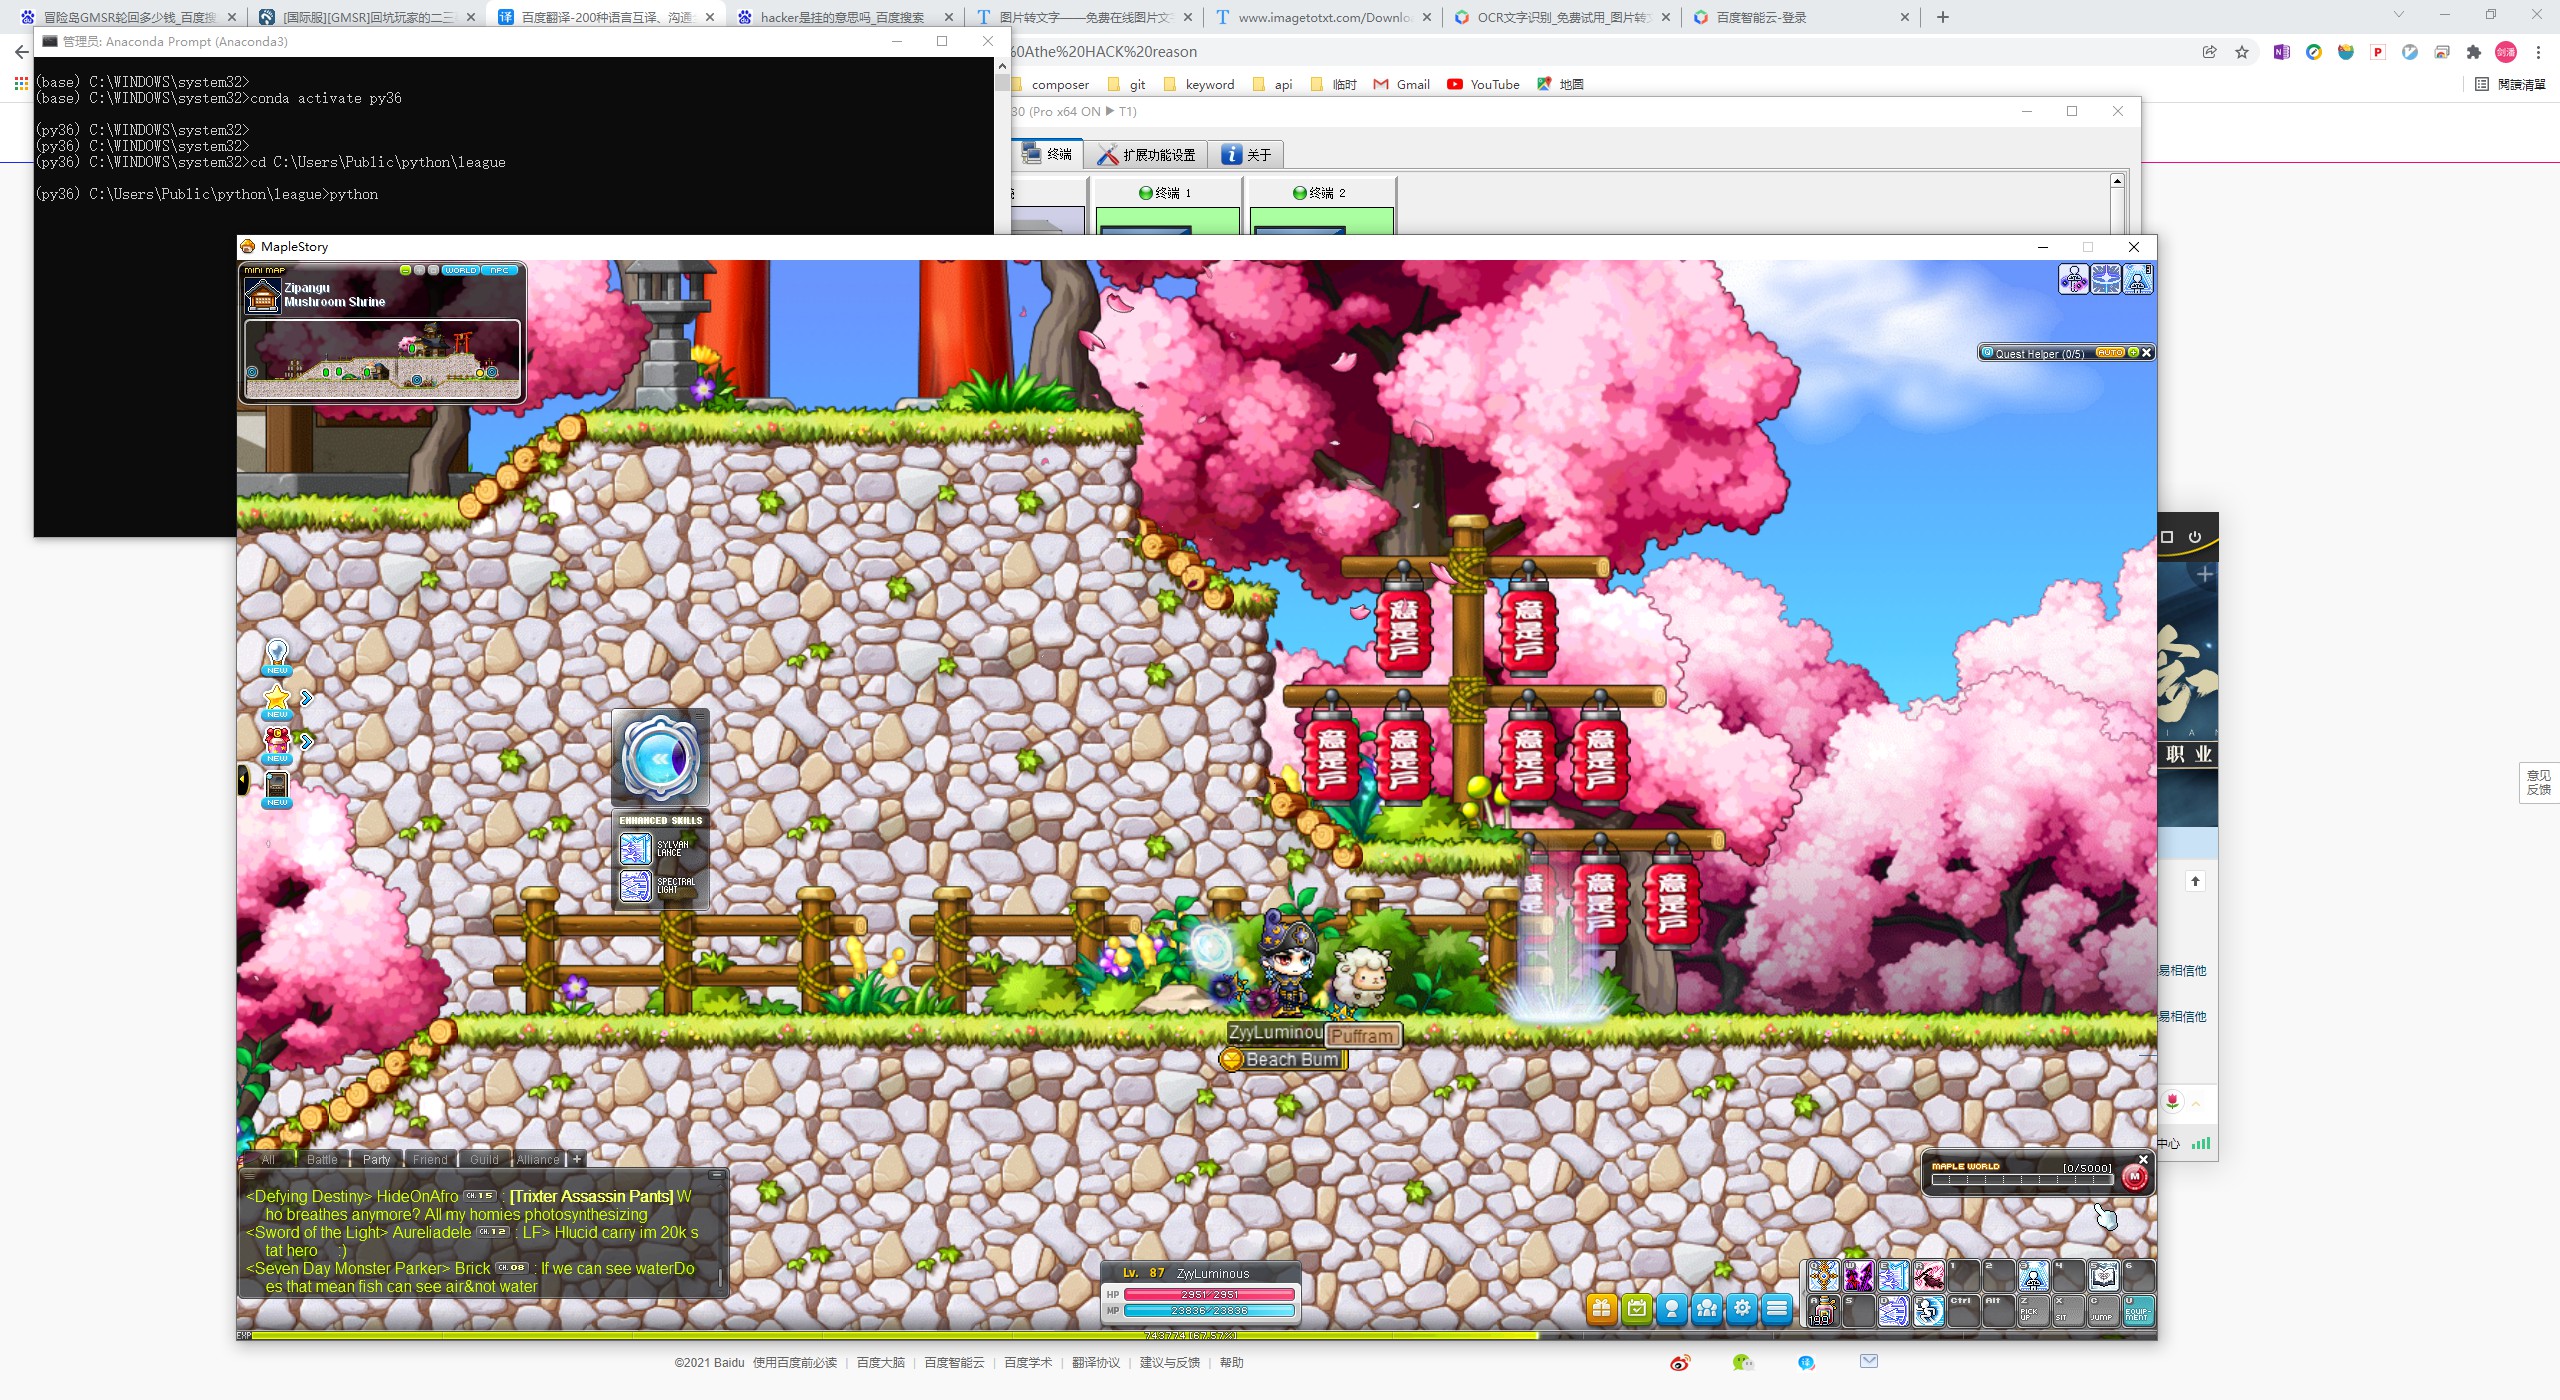 冒险岛GMSR轮回多少钱_百度搜
[国际服][GMSR]回坑玩家的二三
百度翻译-200种语言互译、沟通
hacker是挂的意思吗_百度搜索
图片转文字——免费在线图片文
www.imagetotxt.com/Downlo
OCR文字识别_免费试用_图片转
百度智能云-登录
管理员: Anaconda Prompt (Anaconda3)
%0Athe%20HACK%20reason
composer
git
keyword
api
临时
Gmail
YouTube
地圖
閱讀清單
(base) C:\WINDOWS\system32>
(base) C:\WINDOWS\system32>conda activate py36
(py36) C:\WINDOWS\system32>
(py36) C:\WINDOWS\system32>
(py36) C:\WINDOWS\system32>cd C:\Users\Public\python\league
(py36) C:\Users\Public\python\league>python
30 (Pro x64 ON ▶ T1)
终端
扩展功能设置
关于
终端 1
终端 2
MapleStory
MINI MAP
WORLD
NPC
Zipangu
Mushroom Shrine
Quest Helper (0/5)
AUTO
NEW
NEW
NEW
NEW
ENHANCED SKILLS
SYLVAN
LANCE
SPECTRAL
LIGHT
职业
意见
反馈
易相信他
易相信他
中心
ZyyLuminou
Puffram
Beach Bum
All
Battle
Party
Friend
Guild
Alliance
+
<Defying Destiny> HideOnAfro CH.15 : [Trixter Assassin Pants] W
ho breathes anymore? All my homies photosynthesizing
<Sword of the Light> Aureliadele CH.12 : LF> Hlucid carry im 20k s
tat hero :)
<Seven Day Monster Parker> Brick CH.08 : If we can see waterDo
es that mean fish can see air&not water
MAPLE WORLD
[0/5000]
M
Lv. 87 ZyyLuminous
HP 2951/2951
MP 23836/23836
EXP 743774 [67.57%]
Q W E R 1 2 3 4 5 6
A S D F Ctrl Alt Z X C U
199
PICK UP
SIT
JUMP
EQUIP-
MENT
©2021 Baidu 使用百度前必读 | 百度大脑 | 百度智能云 | 百度学术 | 翻译协议 | 建议与反馈 | 帮助